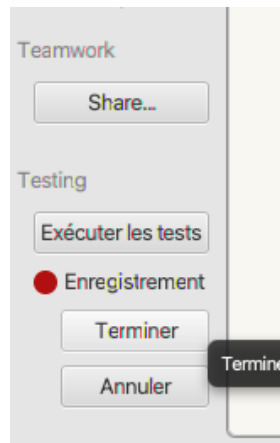 Teamwork
Share...
Testing
Exécuter les tests
Enregistrement
Terminer
Annuler